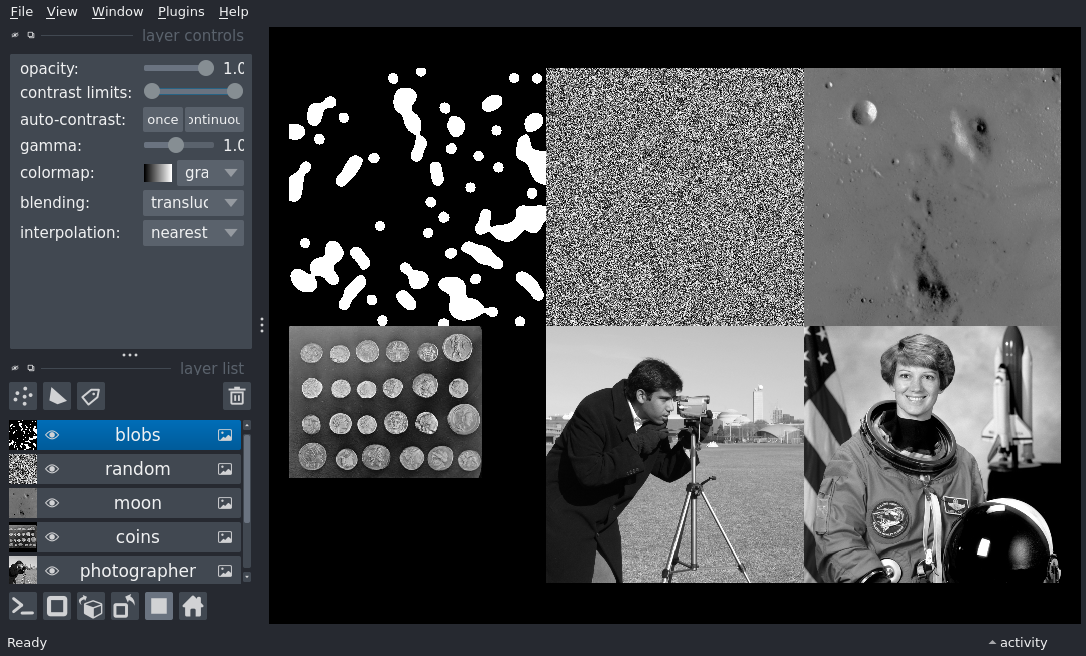 File View Window Plugins Help
layer controls
opacity: 1.0
contrast limits:
auto-contrast: once ontinuou
gamma: 1.0
colormap: gra
blending: transluc
interpolation: nearest
layer list
blobs
random
moon
coins
photographer
Ready
activity